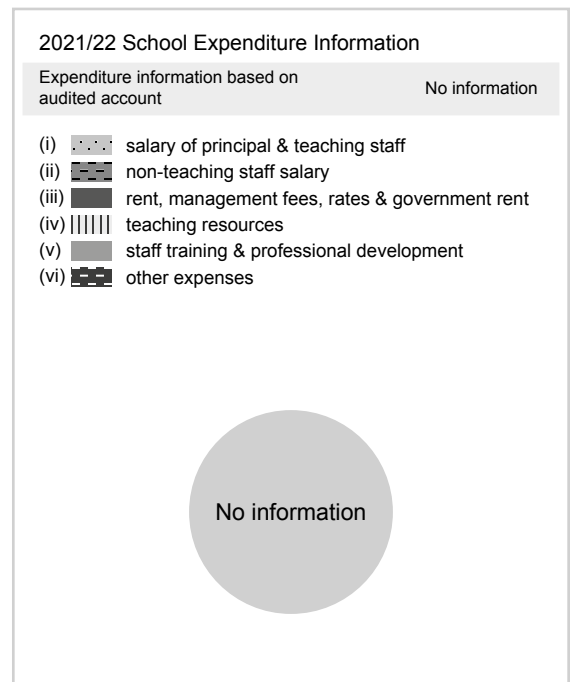 2021/22 School Expenditure Information
Expenditure information based on
audited account
No information
(i) salary of principal & teaching staff
(ii) non-teaching staff salary
(iii) rent, management fees, rates & government rent
(iv) teaching resources
(v) staff training & professional development
(vi) other expenses
No information